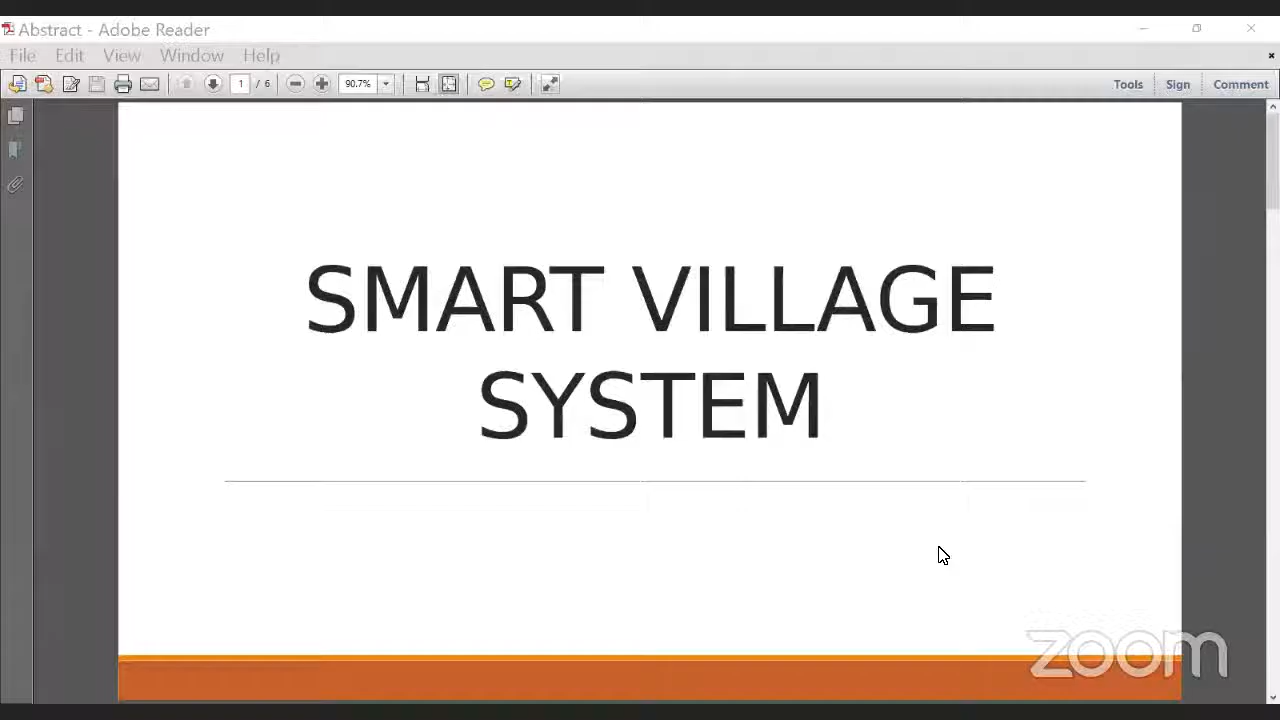 Abstract - Adobe Reader
File Edit View Window Help
1 / 6 90.7% Tools Sign Comment
SMART VILLAGE
SYSTEM
zoom